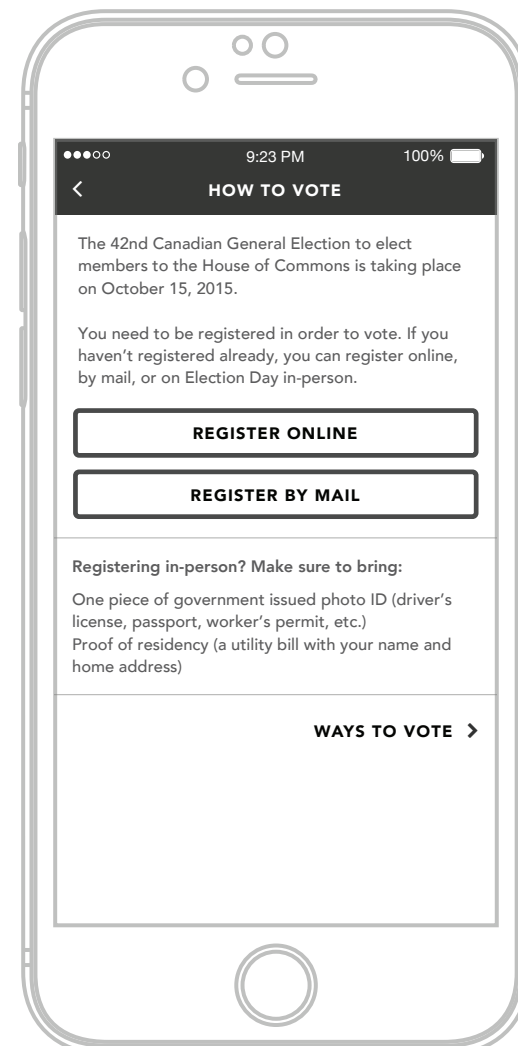 9:23 PM 100%
HOW TO VOTE
The 42nd Canadian General Election to elect
members to the House of Commons is taking place
on October 15, 2015.
You need to be registered in order to vote. If you
haven’t registered already, you can register online,
by mail, or on Election Day in-person.
REGISTER ONLINE
REGISTER BY MAIL
Registering in-person? Make sure to bring:
One piece of government issued photo ID (driver’s
license, passport, worker’s permit, etc.)
Proof of residency (a utility bill with your name and
home address)
WAYS TO VOTE